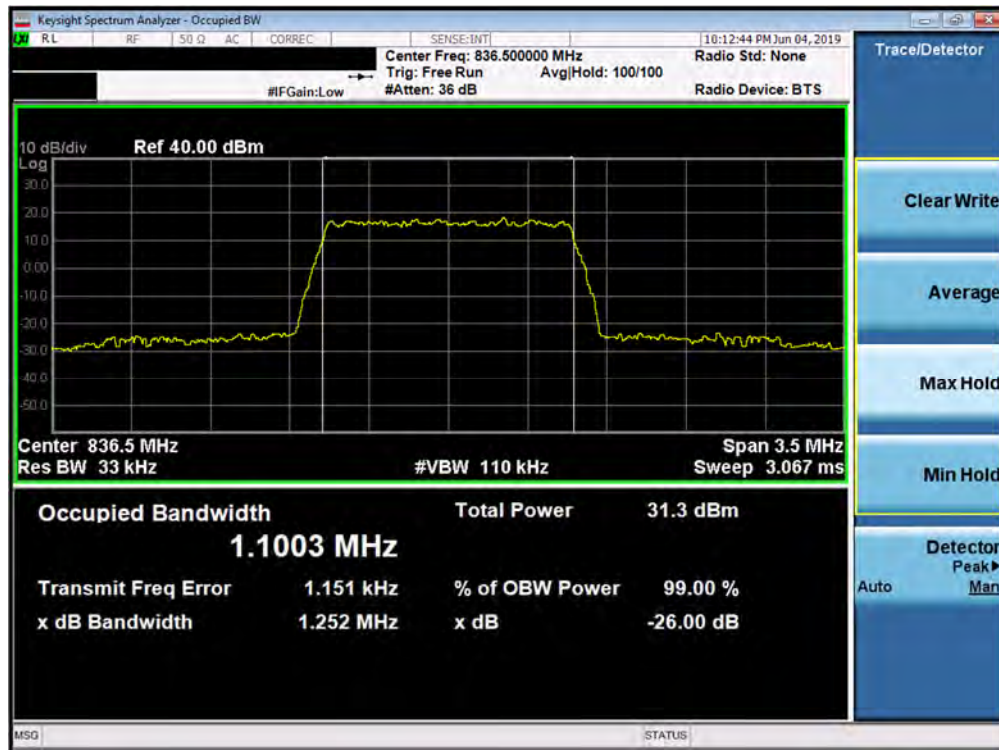 Keysight Spectrum Analyzer - Occupied BW
LXI RL RF 50 Ω AC CORREC SENSE:INT 10:12:44 PM Jun 04, 2019
Center Freq: 836.500000 MHz Radio Std: None
Trig: Free Run Avg|Hold: 100/100
#IFGain:Low #Atten: 36 dB Radio Device: BTS
10 dB/div Ref 40.00 dBm
Log
30.0
20.0
10.0
0.00
-10.0
-20.0
-30.0
-40.0
-50.0
Center 836.5 MHz Span 3.5 MHz
Res BW 33 kHz #VBW 110 kHz Sweep 3.067 ms
Occupied Bandwidth Total Power 31.3 dBm
1.1003 MHz
Transmit Freq Error 1.151 kHz % of OBW Power 99.00 %
x dB Bandwidth 1.252 MHz x dB -26.00 dB
MSG STATUS
Trace/Detector
Clear Write
Average
Max Hold
Min Hold
Detector
Peak▶
Auto Man